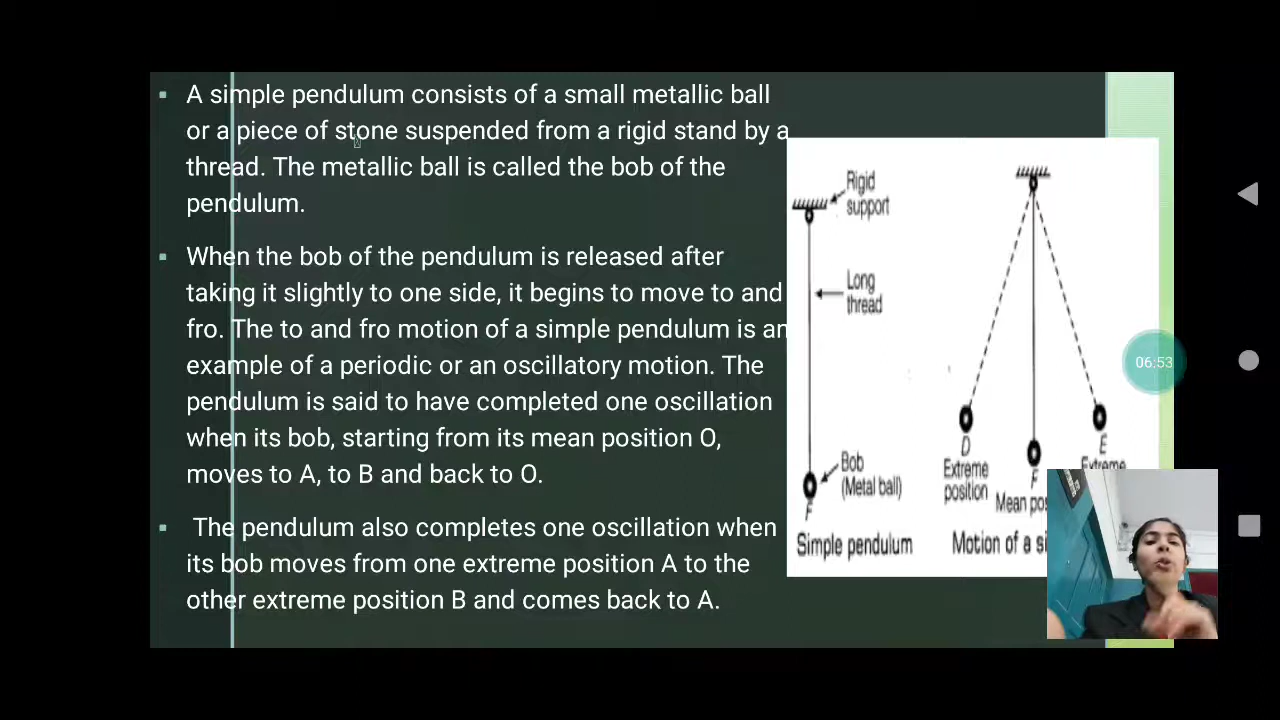 ▪ A simple pendulum consists of a small metallic ball
or a piece of stone suspended from a rigid stand by a
thread. The metallic ball is called the bob of the
pendulum.
▪ When the bob of the pendulum is released after
taking it slightly to one side, it begins to move to and
fro. The to and fro motion of a simple pendulum is an
example of a periodic or an oscillatory motion. The
pendulum is said to have completed one oscillation
when its bob, starting from its mean position O,
moves to A, to B and back to O.
▪ The pendulum also completes one oscillation when
its bob moves from one extreme position A to the
other extreme position B and comes back to A.
Rigid
support
Long
thread
Bob
(Metal ball)
F
Simple pendulum
D
Extreme
position
F
Mean pos
E
Extreme
Motion of a si
06:53